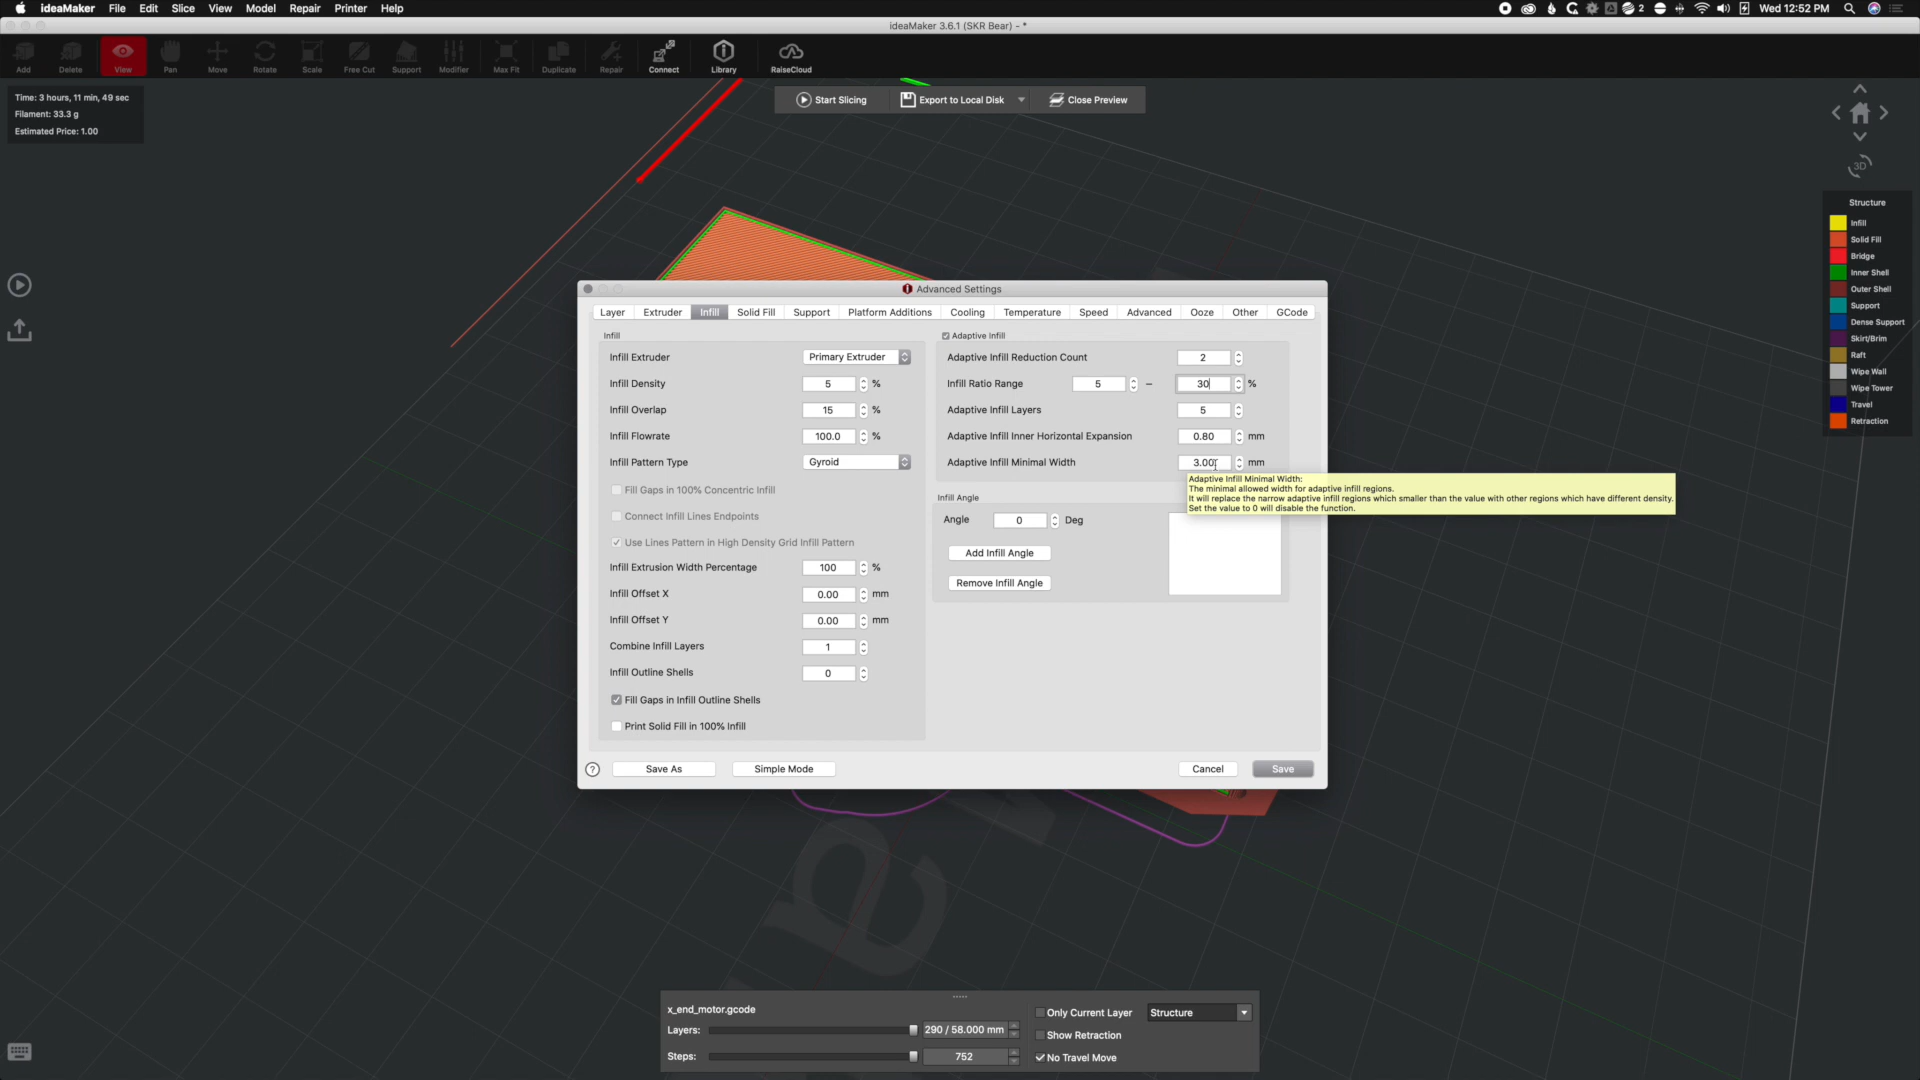 ideaMaker File Edit Slice View Model Repair Printer Help
2 Wed 12:52 PM
ideaMaker 3.6.1 (SKR Bear) - *
Add Delete View Pan Move Rotate Scale Free Cut Support Modifier Max Fit Duplicate Repair Connect Library RaiseCloud
Time: 3 hours, 11 min, 49 sec
Filament: 33.3 g
Estimated Price: 1.00
Start Slicing Export to Local Disk Close Preview
3D
Structure
Infill
Solid Fill
Bridge
Inner Shell
Outer Shell
Support
Dense Support
Skirt/Brim
Raft
Wipe Wall
Wipe Tower
Travel
Retraction
Advanced Settings
Layer Extruder Infill Solid Fill Support Platform Additions Cooling Temperature Speed Advanced Ooze Other GCode
Infill
Infill Extruder Primary Extruder
Infill Density 5 %
Infill Overlap 15 %
Infill Flowrate 100.0 %
Infill Pattern Type Gyroid
Fill Gaps in 100% Concentric Infill
Connect Infill Lines Endpoints
Use Lines Pattern in High Density Grid Infill Pattern
Infill Extrusion Width Percentage 100 %
Infill Offset X 0.00 mm
Infill Offset Y 0.00 mm
Combine Infill Layers 1
Infill Outline Shells 0
Fill Gaps in Infill Outline Shells
Print Solid Fill in 100% Infill
Adaptive Infill
Adaptive Infill Reduction Count 2
Infill Ratio Range 5 – 30 %
Adaptive Infill Layers 5
Adaptive Infill Inner Horizontal Expansion 0.80 mm
Adaptive Infill Minimal Width 3.00 mm
Adaptive Infill Minimal Width:
The minimal allowed width for adaptive infill regions.
It will replace the narrow adaptive infill regions which smaller than the value with other regions which have different density.
Set the value to 0 will disable the function.
Infill Angle
Angle 0 Deg
Add Infill Angle
Remove Infill Angle
? Save As Simple Mode Cancel Save
x_end_motor.gcode
Layers: 290 / 58.000 mm
Steps: 752
Only Current Layer Structure
Show Retraction
No Travel Move